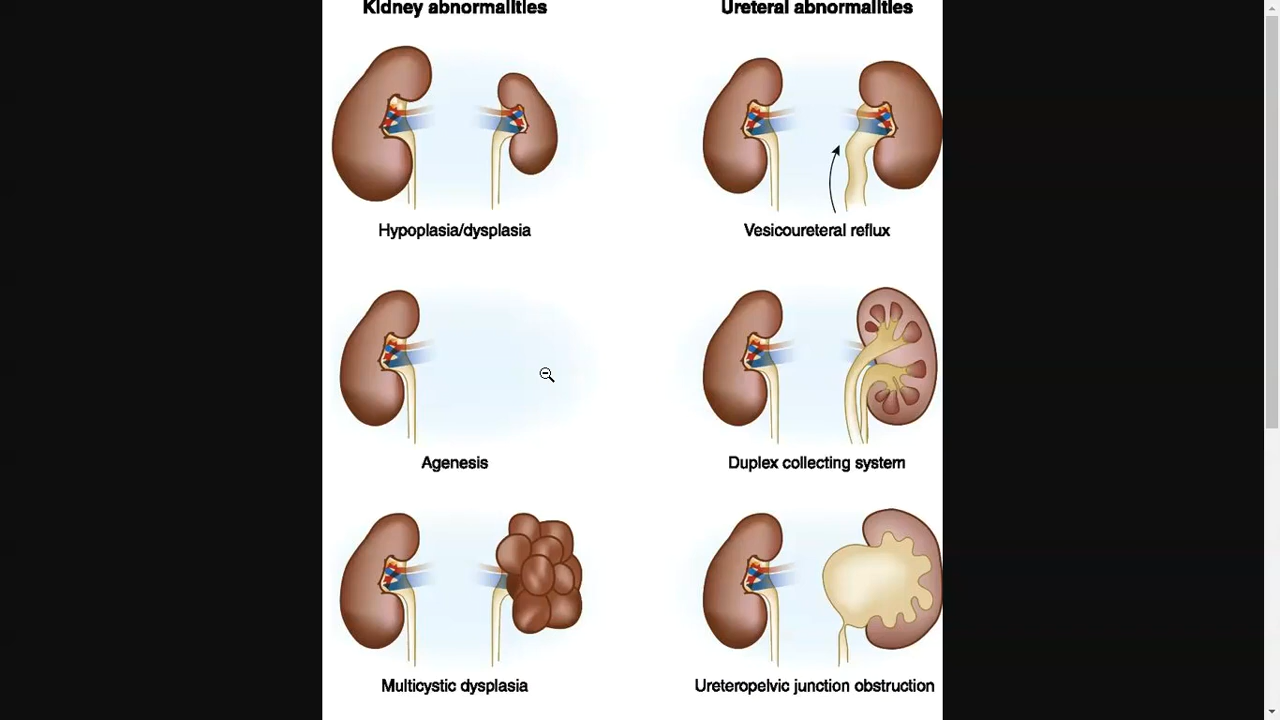 Kidney abnormalities
Ureteral abnormalities
Hypoplasia/dysplasia
Vesicoureteral reflux
Agenesis
Duplex collecting system
Multicystic dysplasia
Ureteropelvic junction obstruction